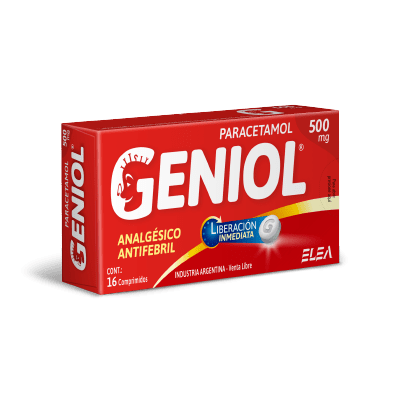 PARACETAMOL 500 mg
GENIOL®
ANALGÉSICO
ANTIFEBRIL
LIBERACIÓN
INMEDIATA
G
CONT.:
16 Comprimidos
INDUSTRIA ARGENTINA - Venta Libre
ELEA
500 mg
PARACETAMOL
GENIOL